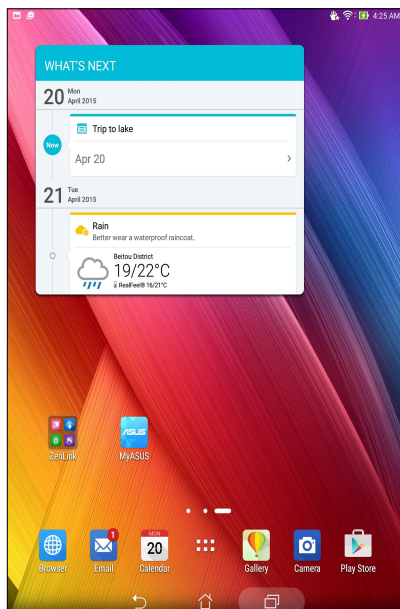 4:25 AM
WHAT'S NEXT
20 Mon
April 2015
Trip to lake
Now
Apr 20
21 Tue
April 2015
Rain
Better wear a waterproof raincoat.
Beitou District
19/22°C
RealFeel® 16/21°C
/ISUS
ZenLink MyASUS
1
MON
20
Browser Email Calendar Gallery Camera Play Store